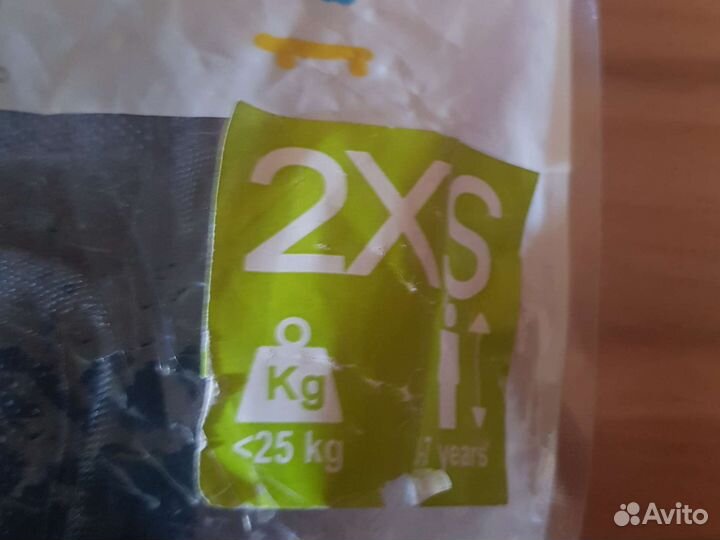 2XS
Kg
<25 kg
years
Avito